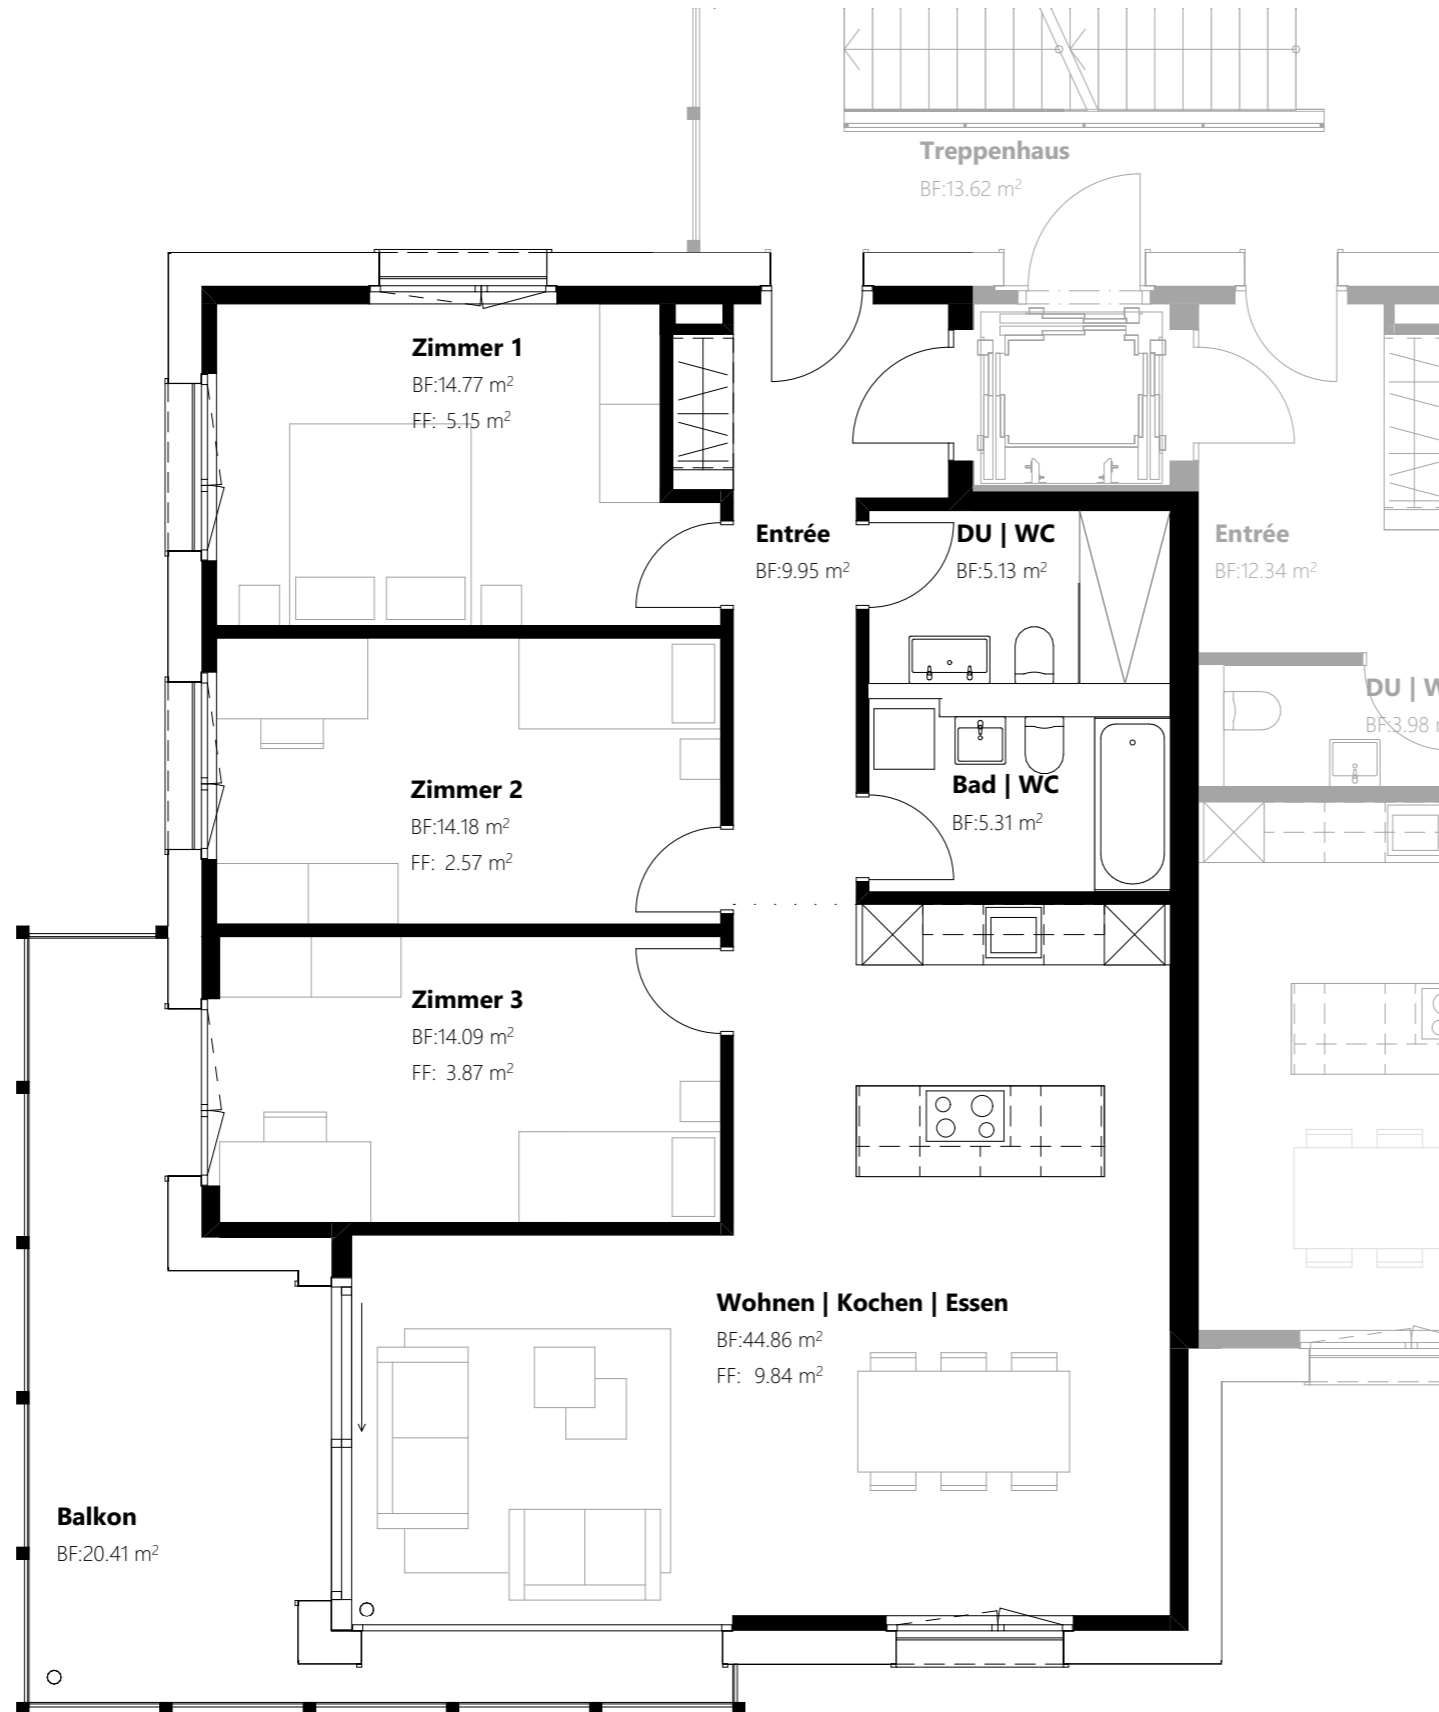 Treppenhaus
BF:13.62 m²
Zimmer 1
BF:14.77 m²
FF: 5.15 m²
Entrée
BF:9.95 m²
DU | WC
BF:5.13 m²
Entrée
BF:12.34 m²
DU | W
BF:3.98 m
Zimmer 2
BF:14.18 m²
FF: 2.57 m²
Bad | WC
BF:5.31 m²
Zimmer 3
BF:14.09 m²
FF: 3.87 m²
Wohnen | Kochen | Essen
BF:44.86 m²
FF: 9.84 m²
Balkon
BF:20.41 m²